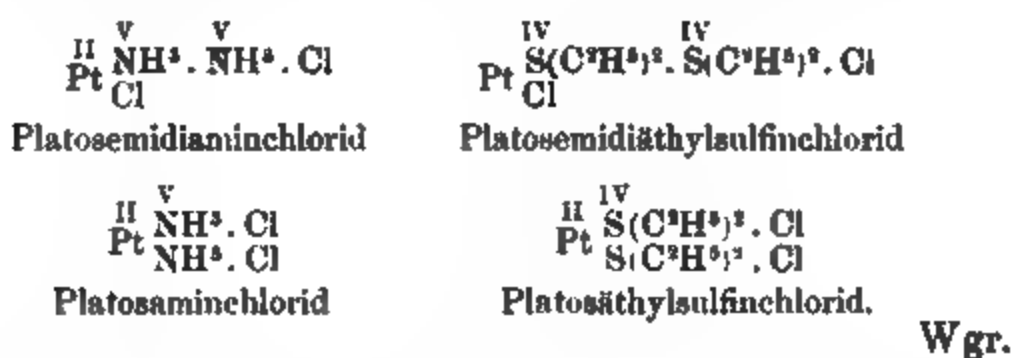 V V IV IV
II Pt NH³. NH³. Cl Pt S(C²H⁵)². S(C²H⁵)². Cl
Cl Cl
Platosemidiaminchlorid Platosemidiäthylsulfinchlorid
V IV
II Pt NH³. Cl II Pt S(C²H⁵)². Cl
NH³. Cl S(C²H⁵)². Cl
Platosaminchlorid Platosäthylsulfinchlorid.
Wgr.